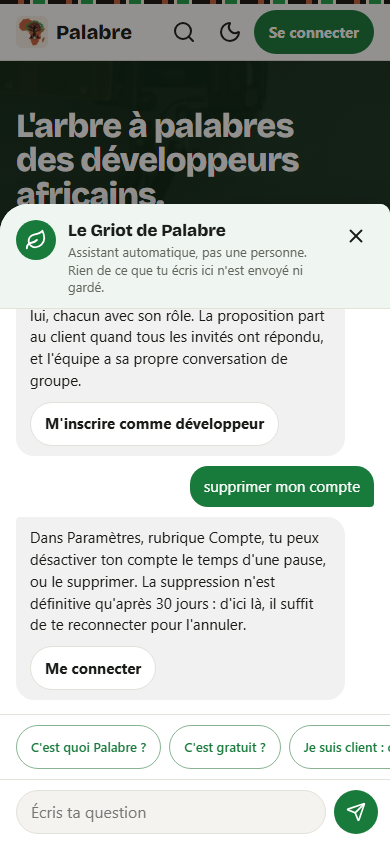 Palabre
Se connecter
L'arbre à palabres
des développeurs
africains.
Le Griot de Palabre
Assistant automatique, pas une personne.
Rien de ce que tu écris ici n'est envoyé ni
gardé.
lui, chacun avec son rôle. La proposition part
au client quand tous les invités ont répondu,
et l'équipe a sa propre conversation de
groupe.
M'inscrire comme développeur
supprimer mon compte
Dans Paramètres, rubrique Compte, tu peux
désactiver ton compte le temps d'une pause,
ou le supprimer. La suppression n'est
définitive qu'après 30 jours : d'ici là, il suffit
de te reconnecter pour l'annuler.
Me connecter
C'est quoi Palabre ?
C'est gratuit ?
Je suis client :
Écris ta question